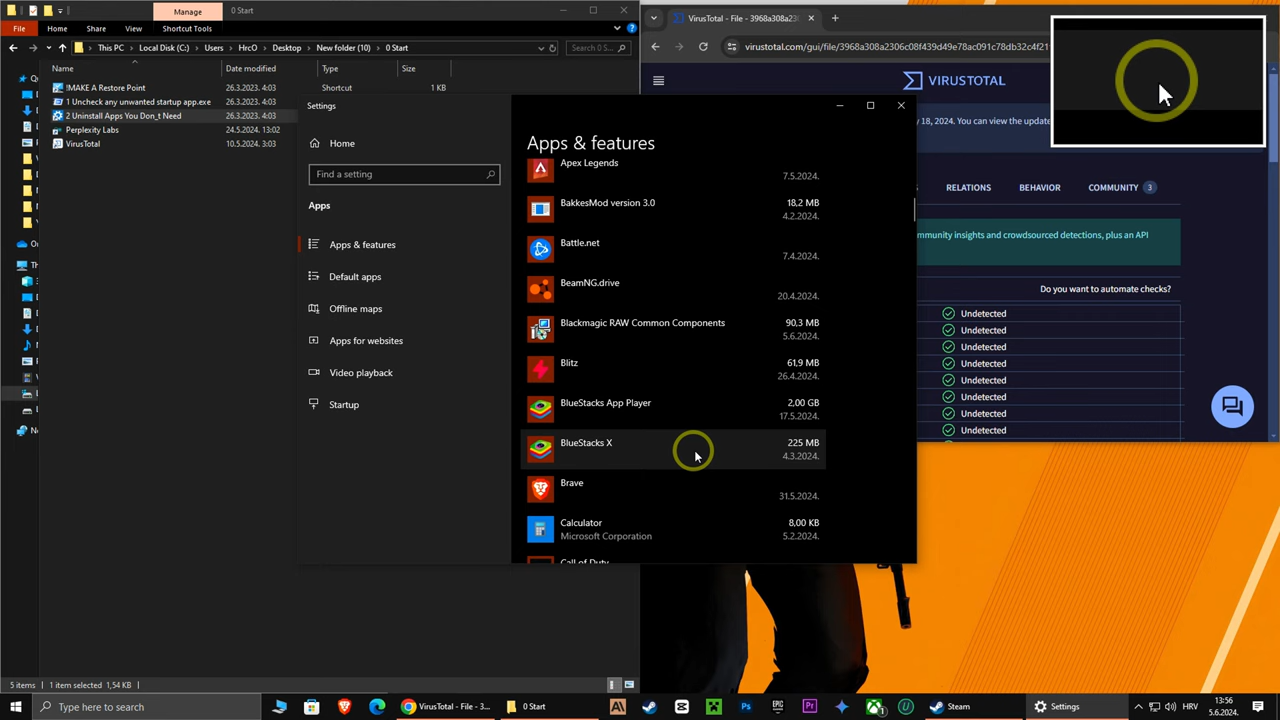 Manage
0 Start
File
Home
Share
View
Shortcut Tools
This PC
Local Disk (C:)
Users
HrcO
Desktop
New folder (10)
0 Start
Search 0 S...
Name
Date modified
Type
Size
!MAKE A Restore Point
26.3.2023. 4:03
Shortcut
1 KB
1 Uncheck any unwanted startup app.exe
26.3.2023. 4:03
2 Uninstall Apps You Don_t Need
26.3.2023. 4:03
Perplexity Labs
24.5.2024. 13:02
VirusTotal
10.5.2024. 3:03
5 items
1 item selected 1,54 KB
Settings
Home
Find a setting
Apps
Apps & features
Default apps
Offline maps
Apps for websites
Video playback
Startup
Apps & features
Apex Legends
7.5.2024.
BakkesMod version 3.0
18,2 MB
4.2.2024.
Battle.net
7.4.2024.
BeamNG.drive
20.4.2024.
Blackmagic RAW Common Components
90,3 MB
5.6.2024.
Blitz
61,9 MB
26.4.2024.
BlueStacks App Player
2,00 GB
17.5.2024.
BlueStacks X
225 MB
4.3.2024.
Brave
31.5.2024.
Calculator
8,00 KB
Microsoft Corporation
5.2.2024.
Call of Duty
VirusTotal - File - 3968a308a230
virustotal.com/gui/file/3968a308a2306c08f439d49e78ac091c78db32c4f21
VIRUSTOTAL
18, 2024. You can view the update
RELATIONS
BEHAVIOR
COMMUNITY 3
mmunity insights and crowdsourced detections, plus an API
Do you want to automate checks?
Undetected
Undetected
Undetected
Undetected
Undetected
Undetected
Undetected
Undetected
Type here to search
VirusTotal - File - 3...
0 Start
Steam
Settings
HRV
13:56
5.6.2024.